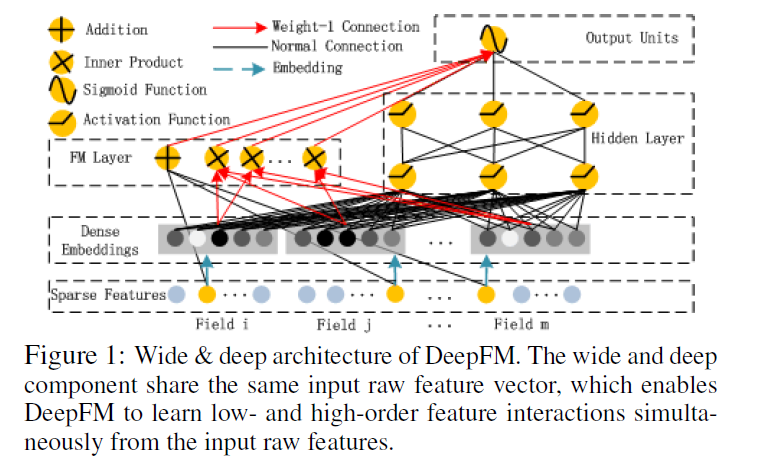 Addition
Weight-1 Connection
Normal Connection
Output Units
Inner Product
Embedding
Sigmoid Function
Activation Function
Hidden Layer
FM Layer
...
Dense
Embeddings
...
Sparse Features
...
...
...
...
Field i
Field j
...
Field m
Figure 1: Wide & deep architecture of DeepFM. The wide and deep
component share the same input raw feature vector, which enables
DeepFM to learn low- and high-order feature interactions simulta-
neously from the input raw features.